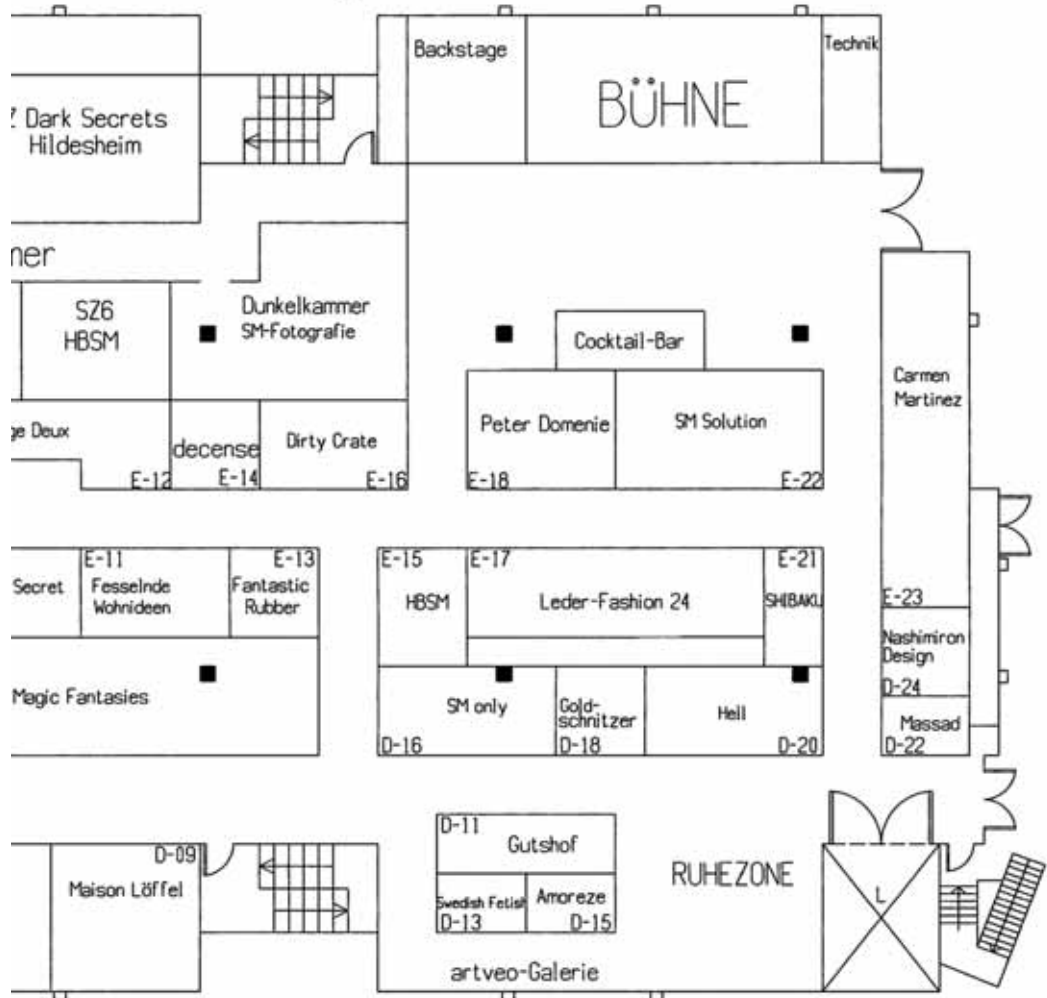 Backstage
BÜHNE
Technik
Z Dark Secrets
Hildesheim
mer
SZ6
HBSM
Dunkelkammer
SM-Fotografie
Cocktail-Bar
Carmen
Martinez
ge Deux
E-12
decense
E-14
Dirty Crate
E-16
Peter Domenie
E-18
SM Solution
E-22
Secret
E-11
Fesselnde
Wohnideen
E-13
Fantastic
Rubber
E-15
HBSM
E-17
Leder-Fashion 24
E-21
SHIBAKU
E-23
Nashimiron
Design
D-24
Massad
D-22
Magic Fantasies
SM only
D-16
Gold-
schnitzer
D-18
Hell
D-20
D-09
Maison Löffel
D-11
Gutshof
Swedish Fetish
D-13
Amoreze
D-15
RUHEZONE
L
artveo-Galerie